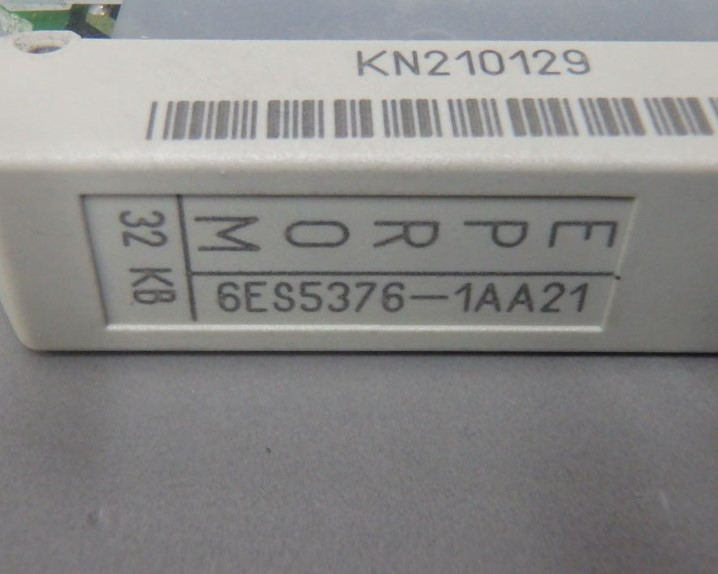 KN210129
32 KB
EPROM
6ES5376-1AA21